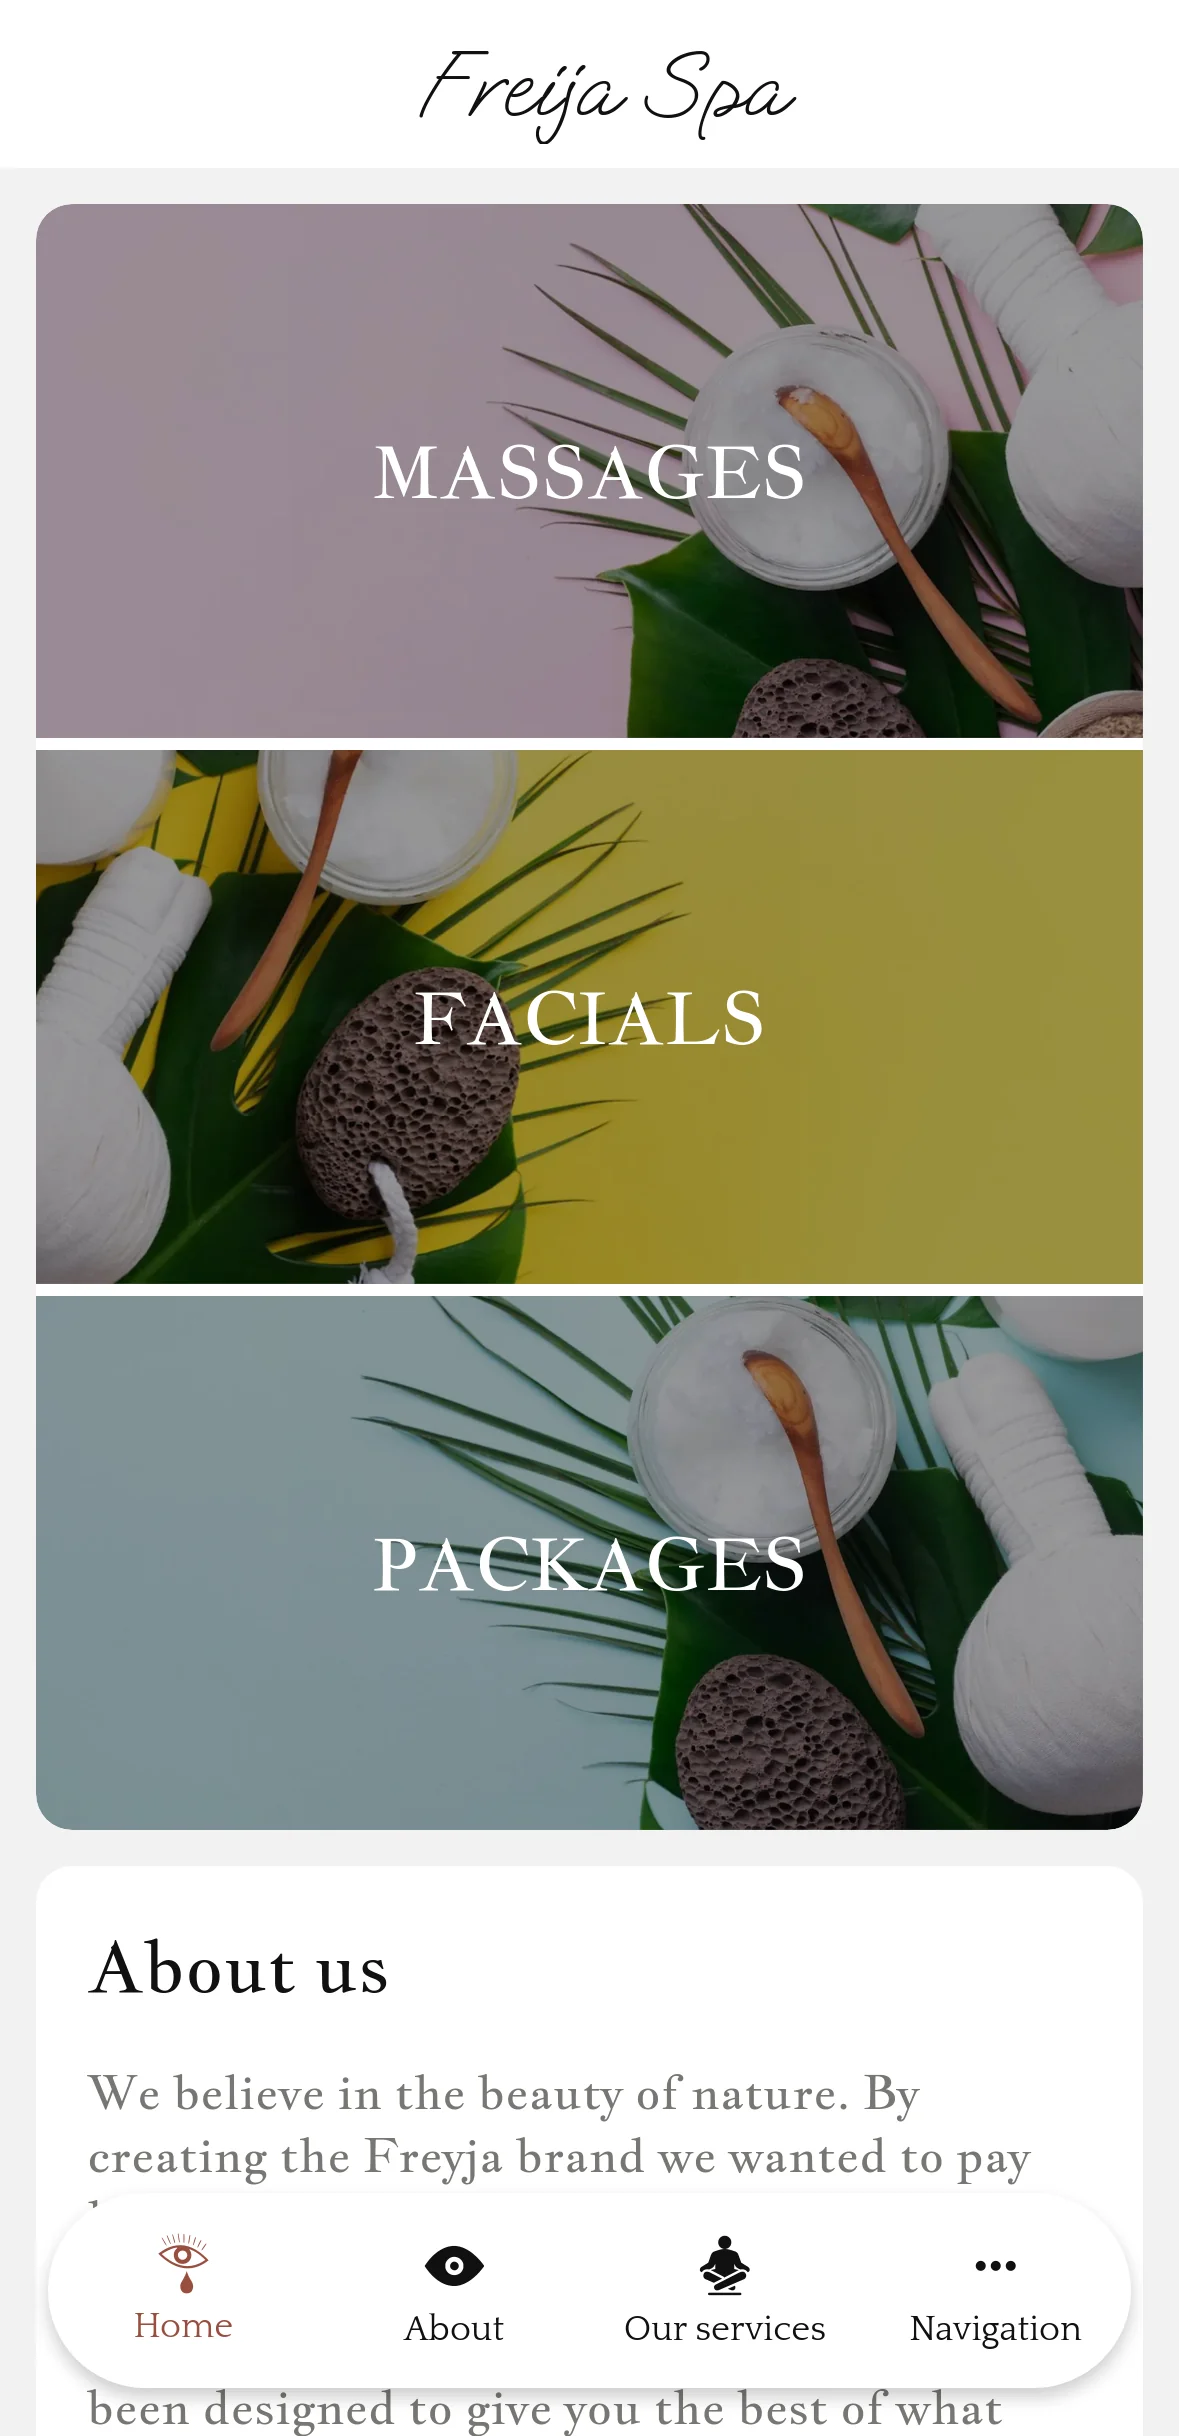 Freija Spa
MASSAGES
FACIALS
PACKAGES
About us
We believe in the beauty of nature. By
creating the Freyja brand we wanted to pay
Home
About
Our services
Navigation
been designed to give you the best of what